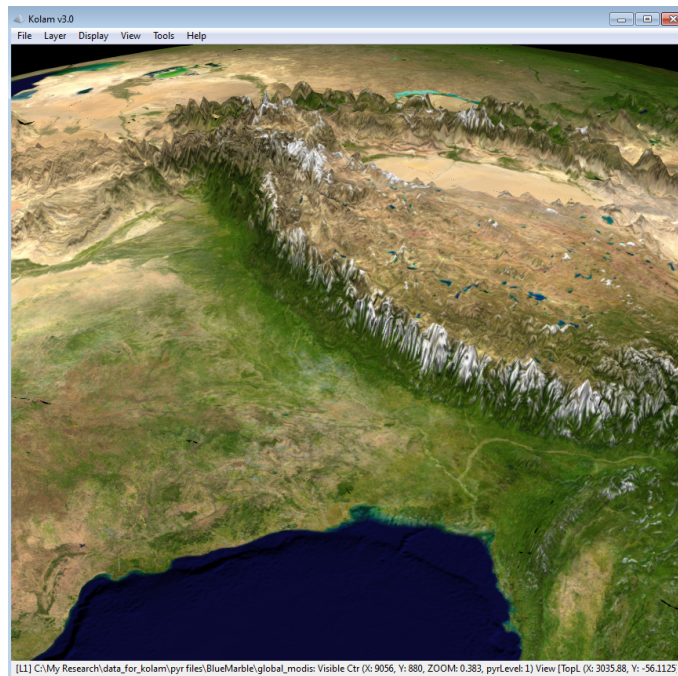 Kolam v3.0
File Layer Display View Tools Help
[L1] C:\My Research\data_for_kolam\pyr files\BlueMarble\global_modis: Visible Ctr (X: 9056, Y: 880, ZOOM: 0.383, pyrLevel: 1) View [TopL (X: 3035.88, Y: -56.1125)